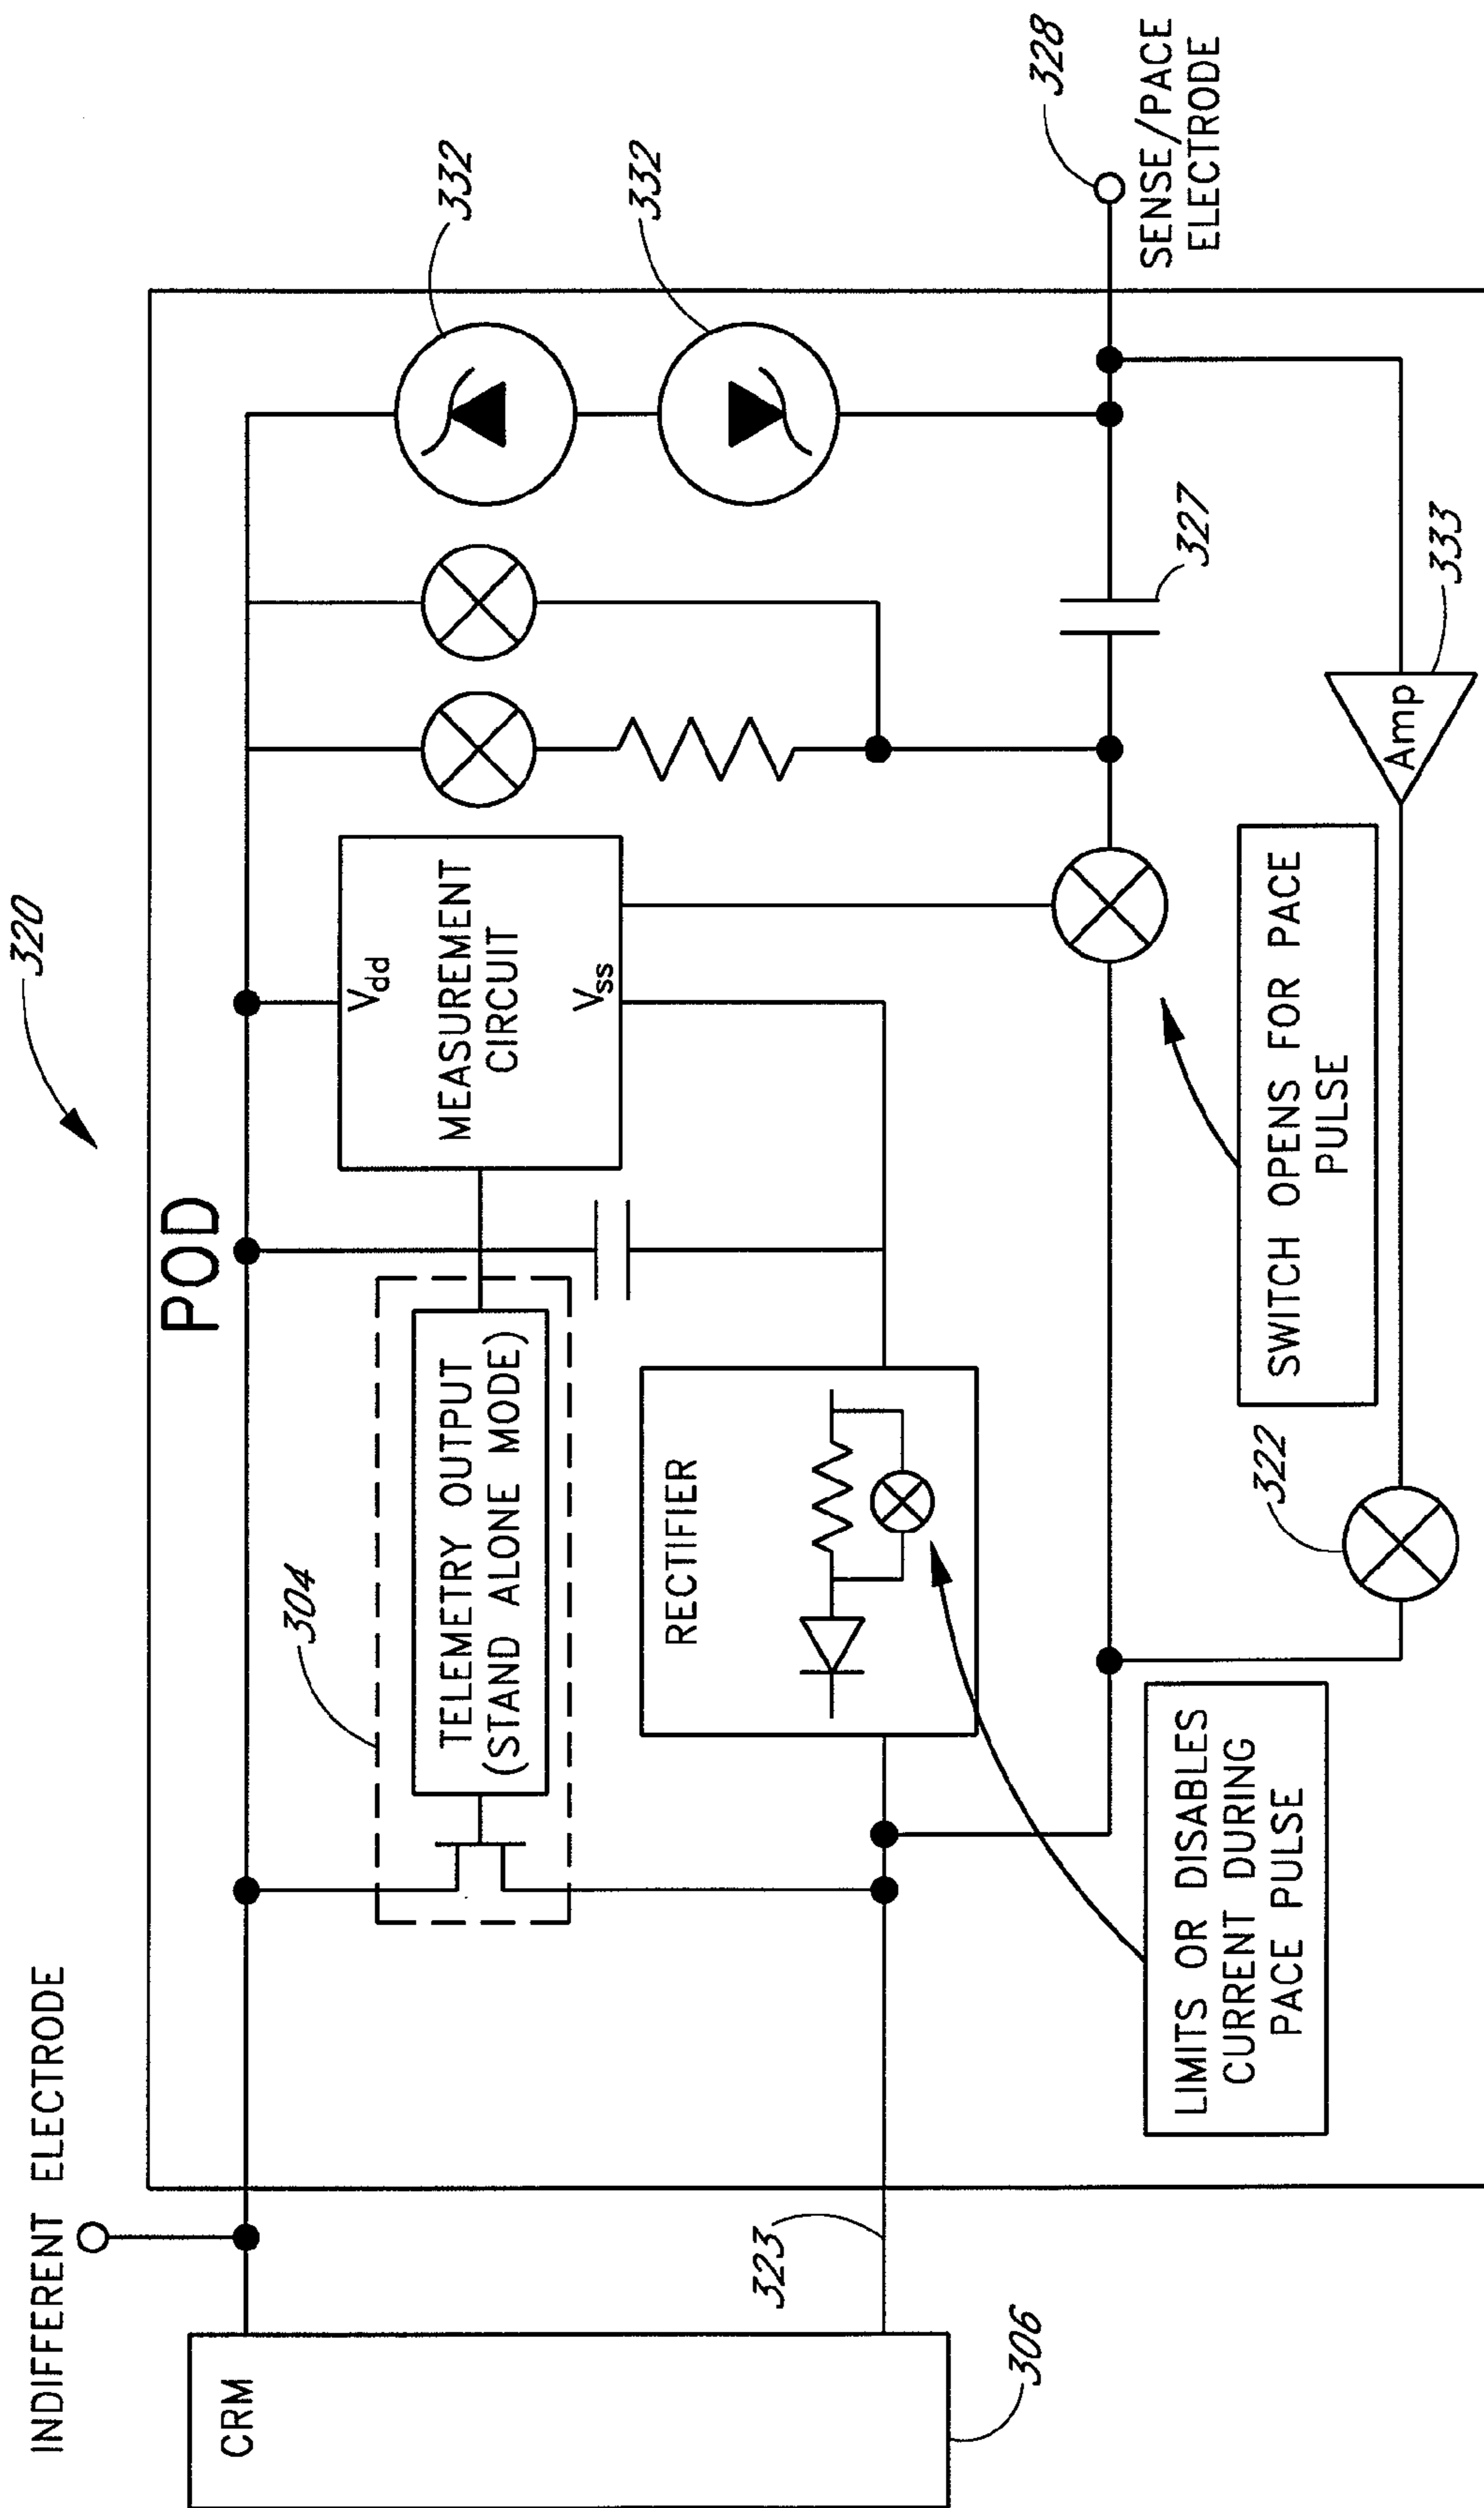 320
INDIFFERENT ELECTRODE
POD
CRM
306
323
304
TELEMETRY OUTPUT
(STAND ALONE MODE)
MEASUREMENT
CIRCUIT
Vdd
Vss
332
332
RECTIFIER
327
328
SENSE/PACE
ELECTRODE
LIMITS OR DISABLES
CURRENT DURING
PACE PULSE
322
SWITCH OPENS FOR PACE
PULSE
Amp
333